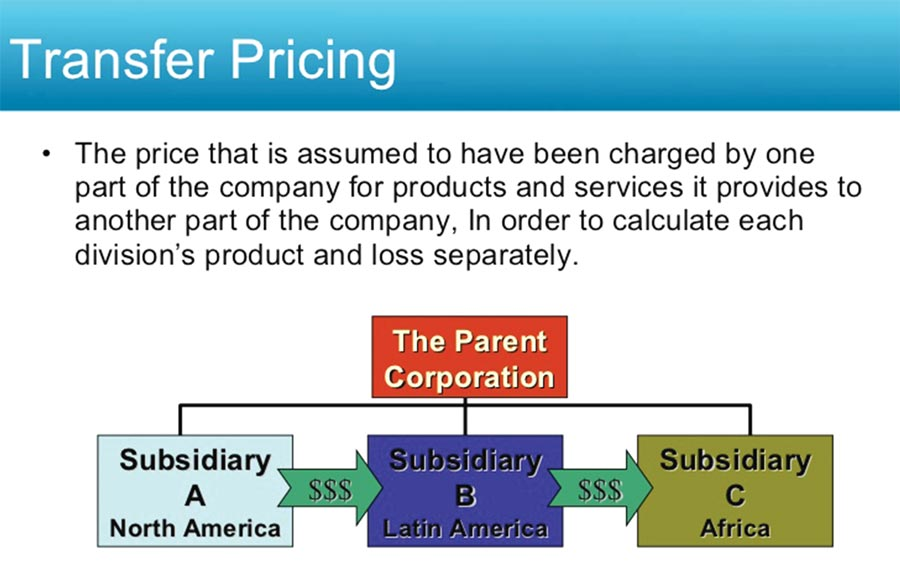 Transfer Pricing
• The price that is assumed to have been charged by one
part of the company for products and services it provides to
another part of the company, In order to calculate each
division’s product and loss separately.
The Parent
Corporation
Subsidiary
A
North America
$$$
Subsidiary
B
Latin America
$$$
Subsidiary
C
Africa